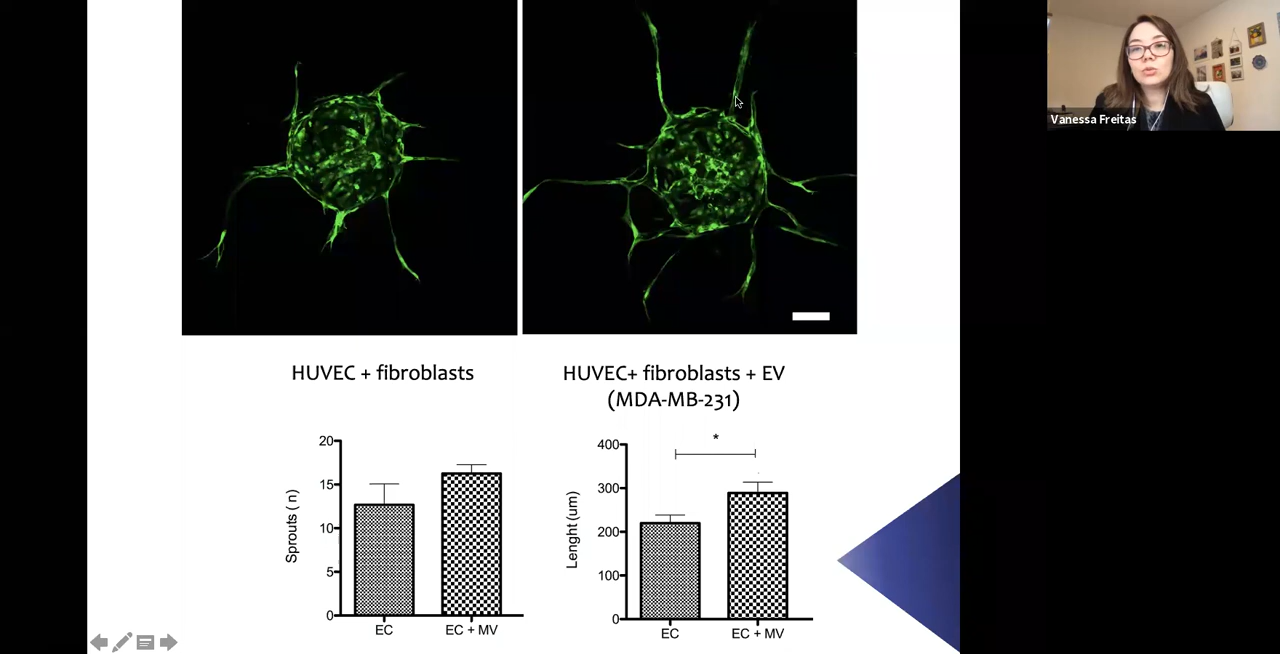 Vanessa Freitas
HUVEC + fibroblasts
HUVEC+ fibroblasts + EV
(MDA-MB-231)
20
15
10
5
0
Sprouts ( n)
EC
EC + MV
*
400
300
200
100
0
Lenght (um)
EC
EC + MV